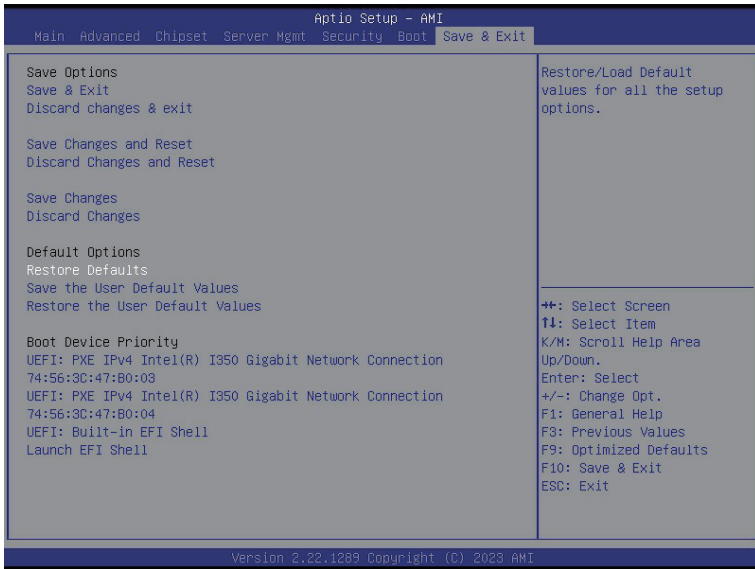 Aptio Setup – AMI
Main Advanced Chipset Server Mgmt Security Boot Save & Exit
Save Options
Save & Exit
Discard changes & exit
Save Changes and Reset
Discard Changes and Reset
Save Changes
Discard Changes
Default Options
Restore Defaults
Save the User Default Values
Restore the User Default Values
Boot Device Priority
UEFI: PXE IPv4 Intel(R) I350 Gigabit Network Connection
74:56:3C:47:B0:03
UEFI: PXE IPv4 Intel(R) I350 Gigabit Network Connection
74:56:3C:47:B0:04
UEFI: Built-in EFI Shell
Launch EFI Shell
Restore/Load Default
values for all the setup
options.
→←: Select Screen
↑↓: Select Item
K/M: Scroll Help Area
Up/Down.
Enter: Select
+/-: Change Opt.
F1: General Help
F3: Previous Values
F9: Optimized Defaults
F10: Save & Exit
ESC: Exit
Version 2.22.1289 Copyright (C) 2023 AMI